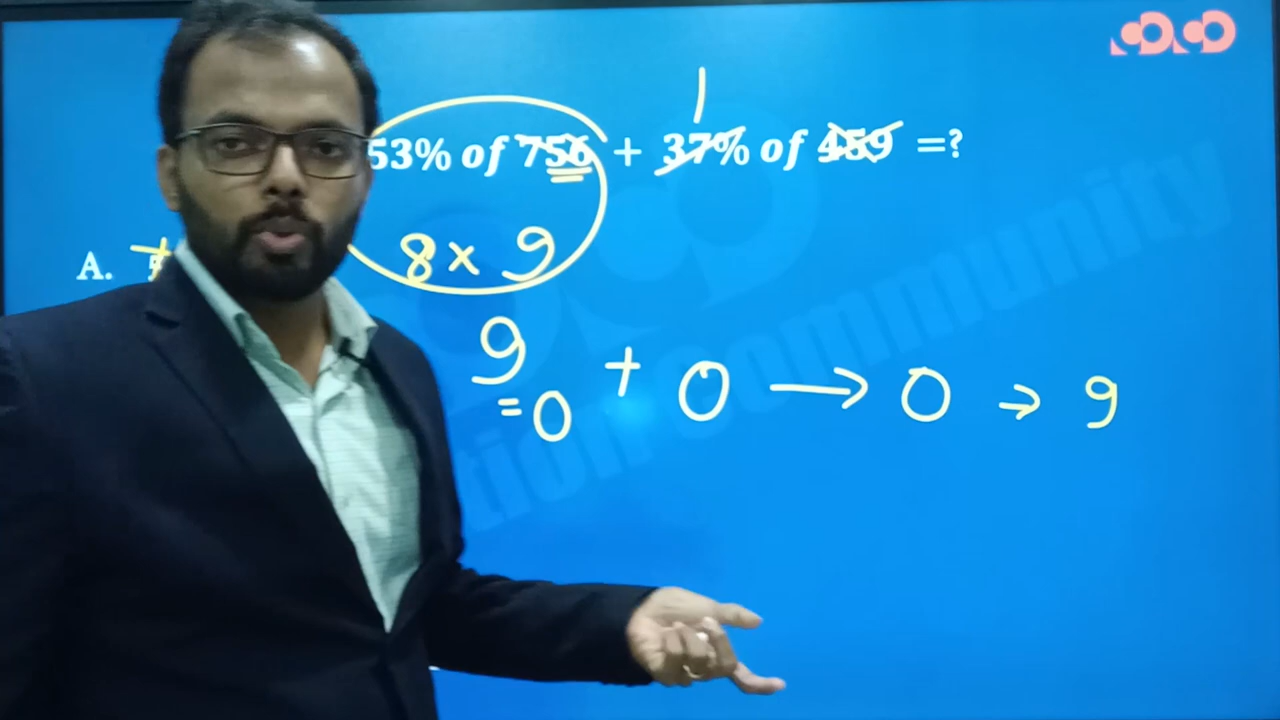 1
53% of 756 + 37% of 459 =?
8 x 9
A.
9 + 0 → 0 → 9
= 0